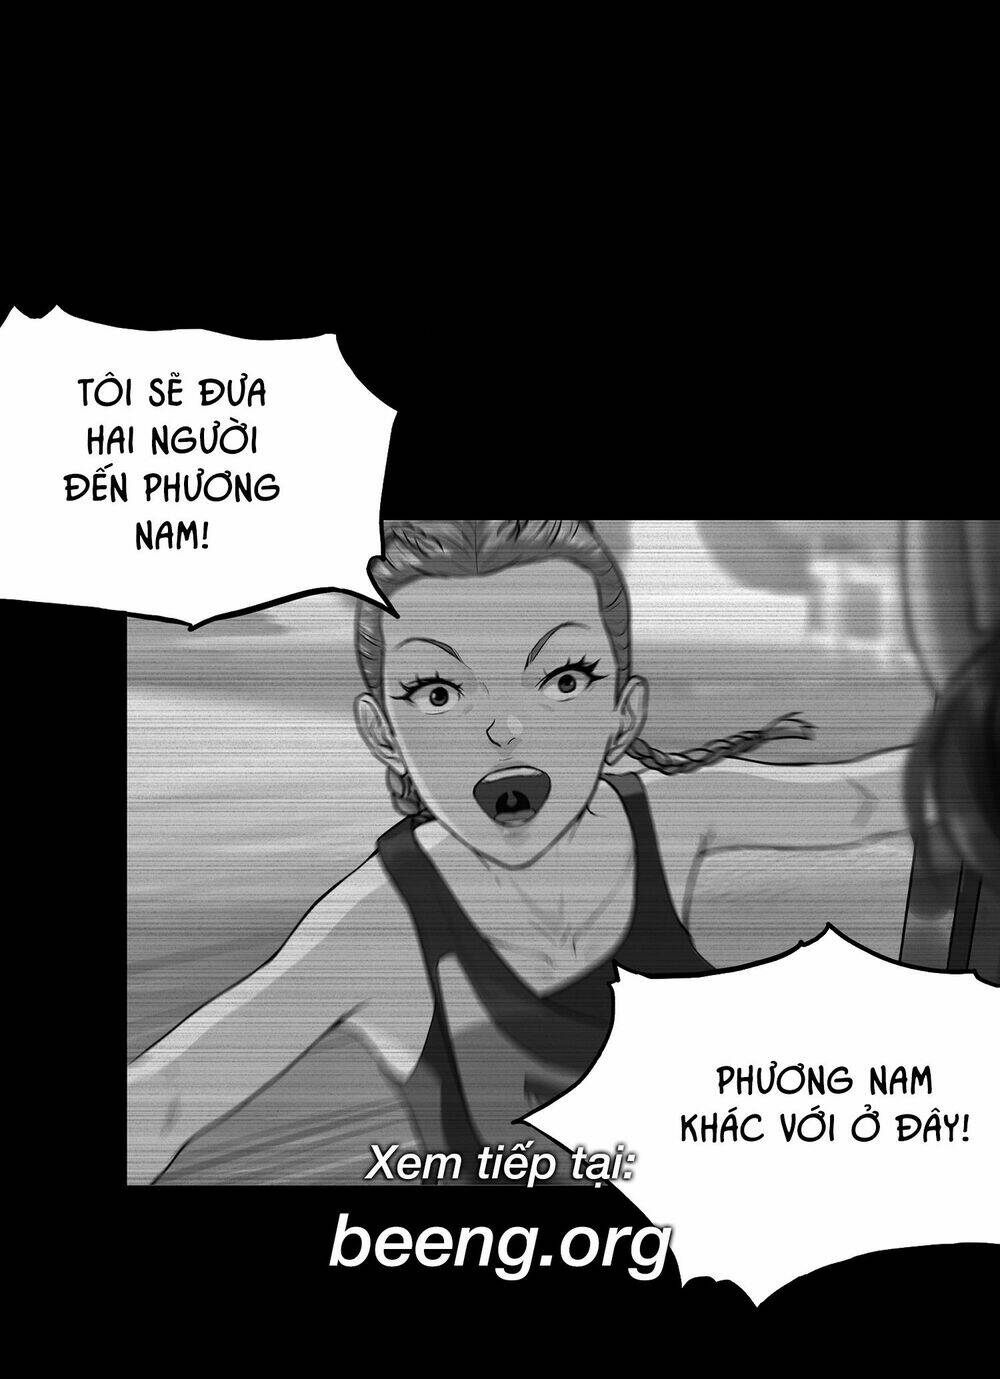 TÔI SẼ ĐƯA
HAI NGƯỜI
ĐẾN PHƯƠNG
NAM!
PHƯƠNG NAM
KHÁC VỚI Ở ĐÂY!
Xem tiếp tại:
beeng.org